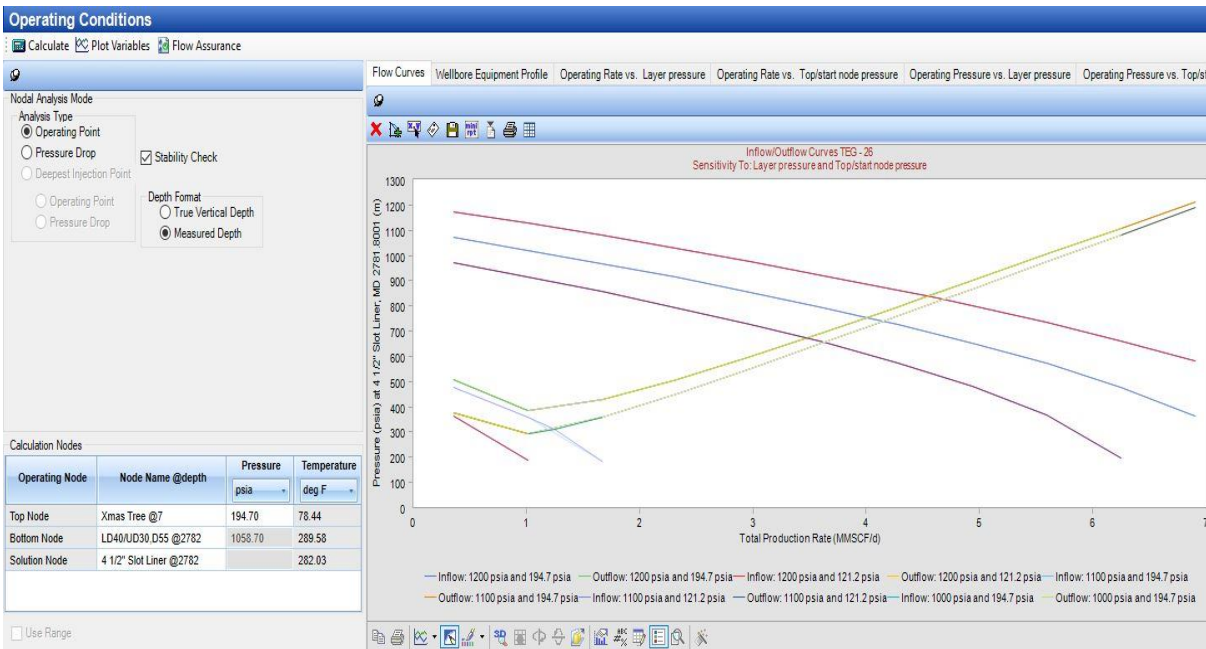 Operating Conditions
Calculate Plot Variables Flow Assurance
Nodal Analysis Mode
Analysis Type
Operating Point
Pressure Drop
Deepest Injection Point
Operating Point
Pressure Drop
Stability Check
Depth Format
True Vertical Depth
Measured Depth
Calculation Nodes
Operating Node Node Name @depth Pressure Temperature
psia deg F
Top Node Xmas Tree @7 194.70 78.44
Bottom Node LD40/UD30,D55 @2782 1058.70 289.58
Solution Node 4 1/2" Slot Liner @2782 282.03
Use Range
Flow Curves Wellbore Equipment Profile Operating Rate vs. Layer pressure Operating Rate vs. Top/start node pressure Operating Pressure vs. Layer pressure Operating Pressure vs. Top/st
Inflow/Outflow Curves TEG - 26
Sensitivity To: Layer pressure and Top/start node pressure
Pressure (psia) at 4 1/2" Slot Liner, MD 2781.8001 (m)
1300
1200
1100
1000
900
800
700
600
500
400
300
200
100
0
0 1 2 3 4 5 6 7
Total Production Rate (MMSCF/d)
Inflow: 1200 psia and 194.7 psia Outflow: 1200 psia and 194.7 psia Inflow: 1200 psia and 121.2 psia Outflow: 1200 psia and 121.2 psia Inflow: 1100 psia and 194.7 psia
Outflow: 1100 psia and 194.7 psia Inflow: 1100 psia and 121.2 psia Outflow: 1100 psia and 121.2 psia Inflow: 1000 psia and 194.7 psia Outflow: 1000 psia and 194.7 psia